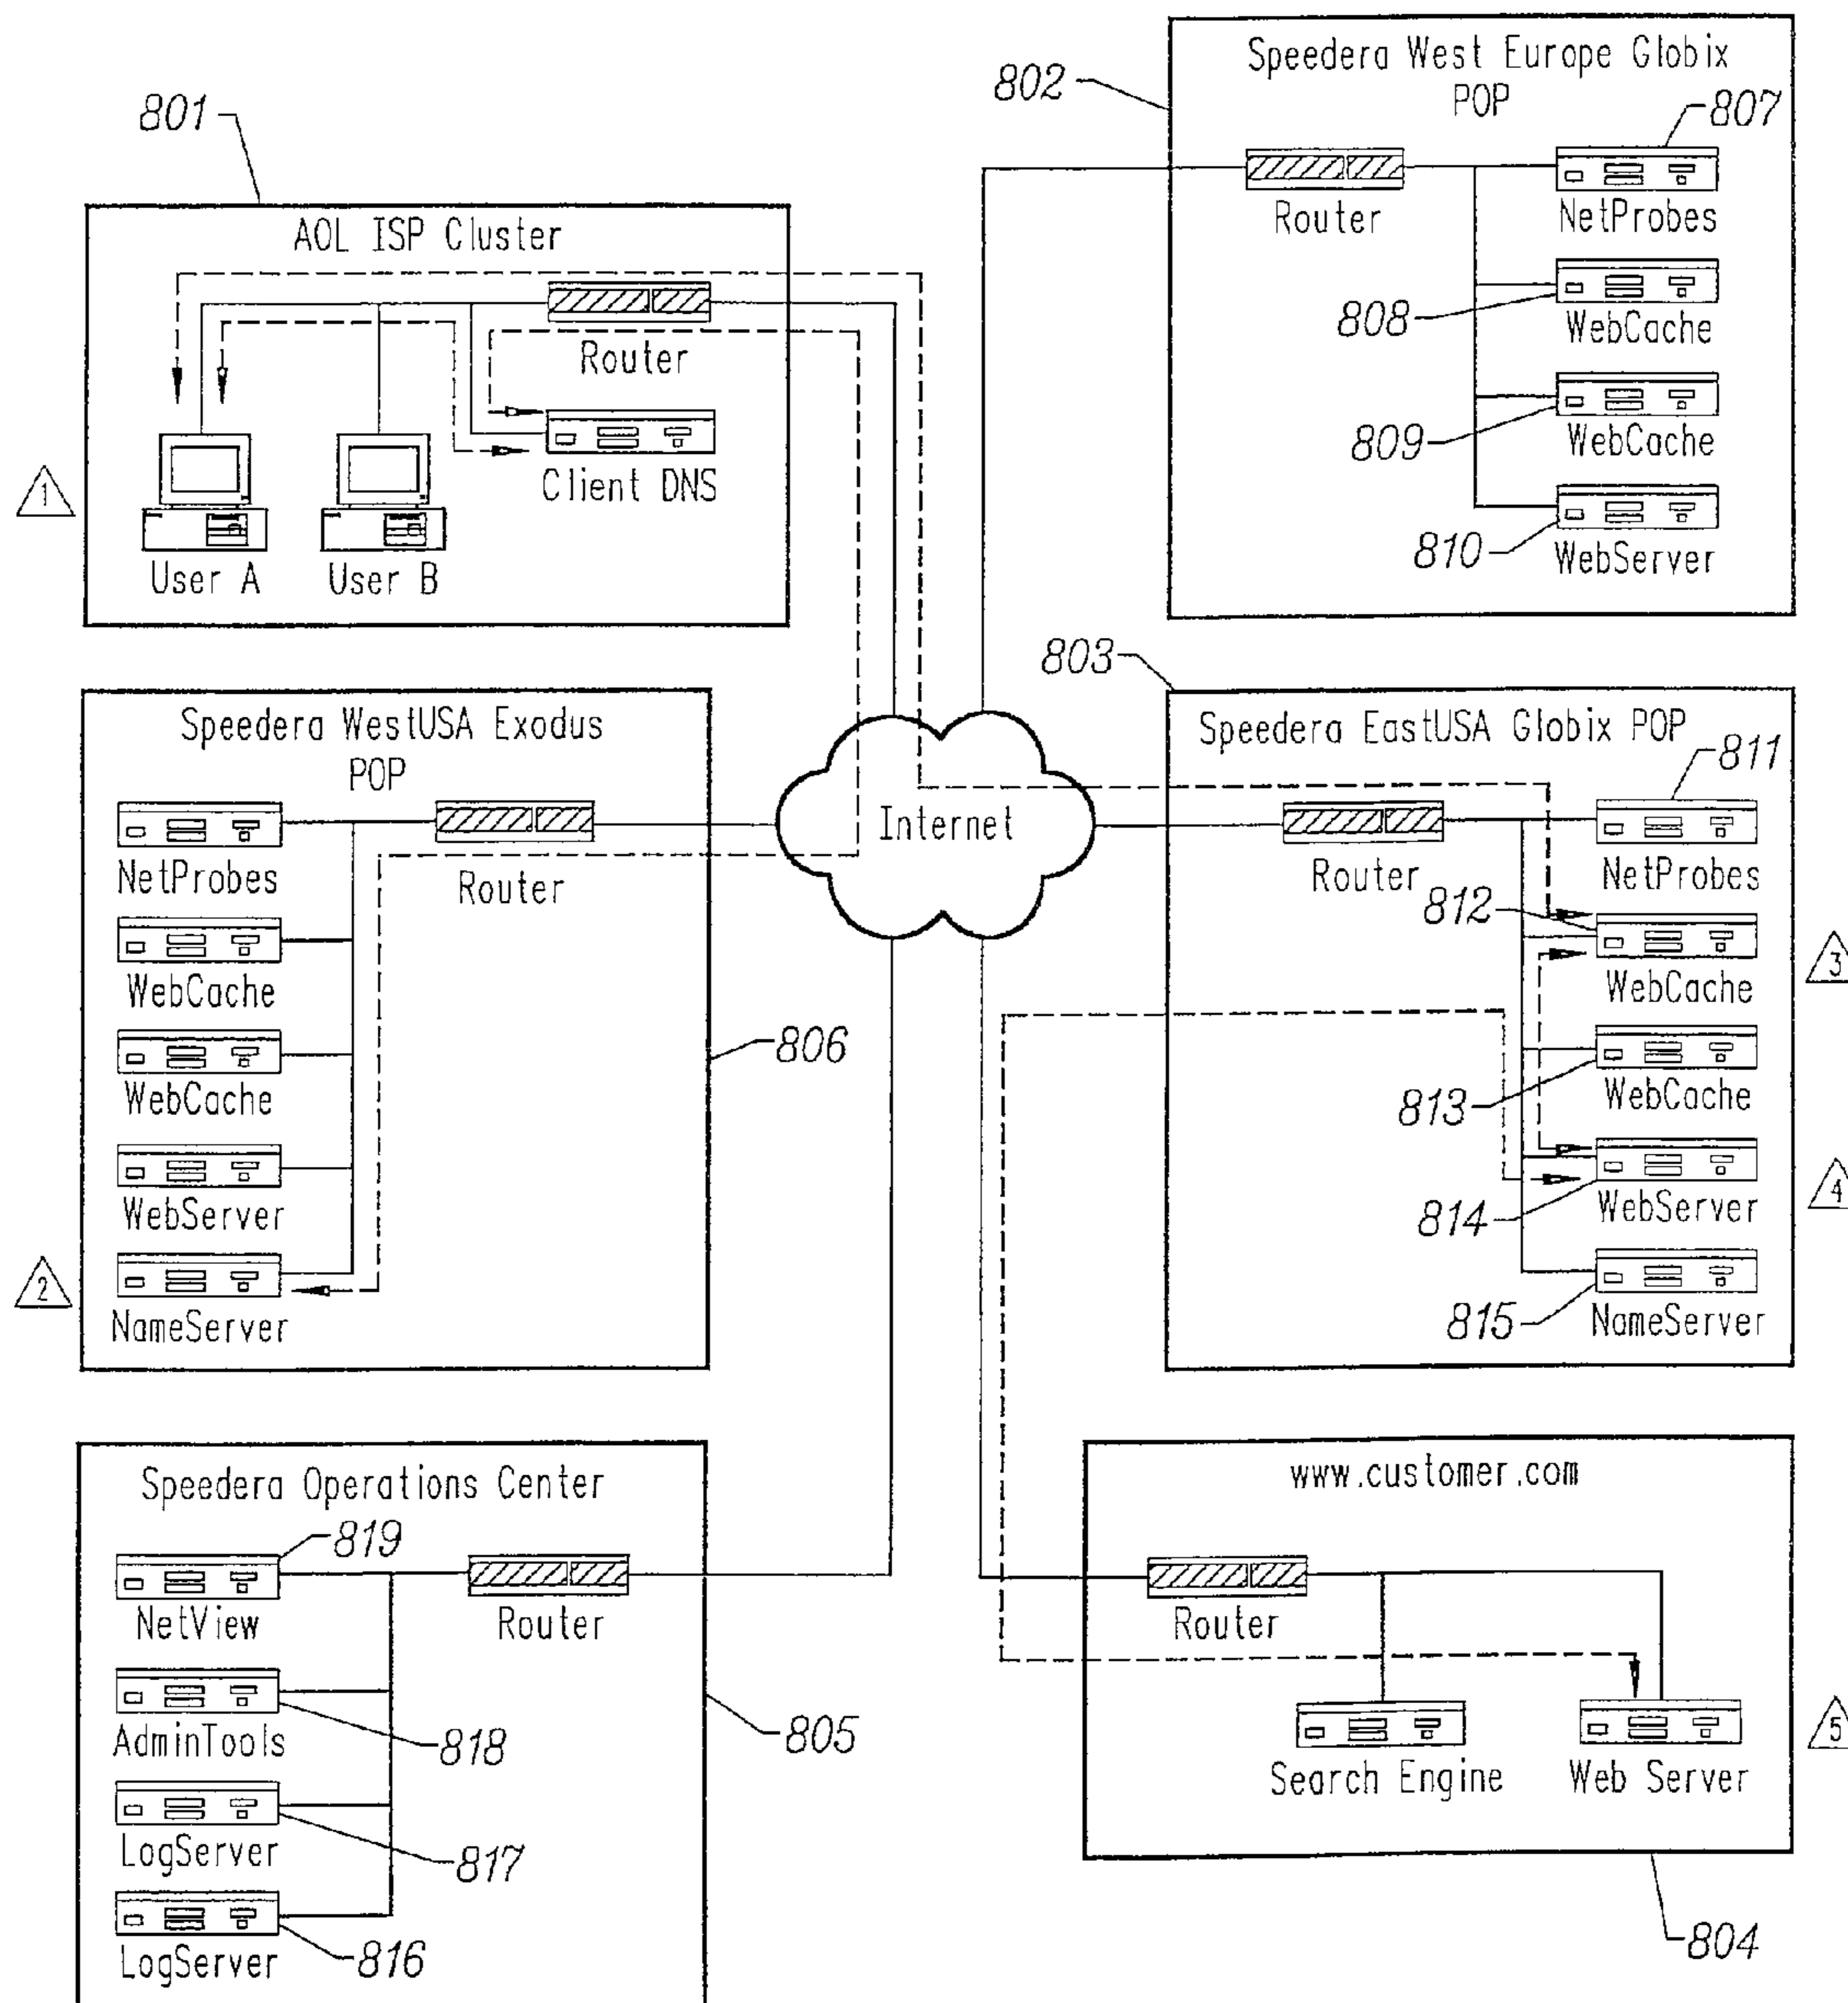 801
AOL ISP Cluster
Router
Client DNS
1
User A
User B
802
Speedera West Europe Globix
POP
807
Router
NetProbes
808
WebCache
809
WebCache
810
WebServer
Speedera WestUSA Exodus
POP
NetProbes
Router
WebCache
806
WebCache
WebServer
2
NameServer
Internet
803
Speedera EastUSA Globix POP
811
Router
NetProbes
812
3
WebCache
813
WebCache
814
4
WebServer
815
NameServer
Speedera Operations Center
819
NetView
Router
AdminTools
818
805
LogServer
817
LogServer
816
www.customer.com
Router
5
Search Engine
Web Server
804